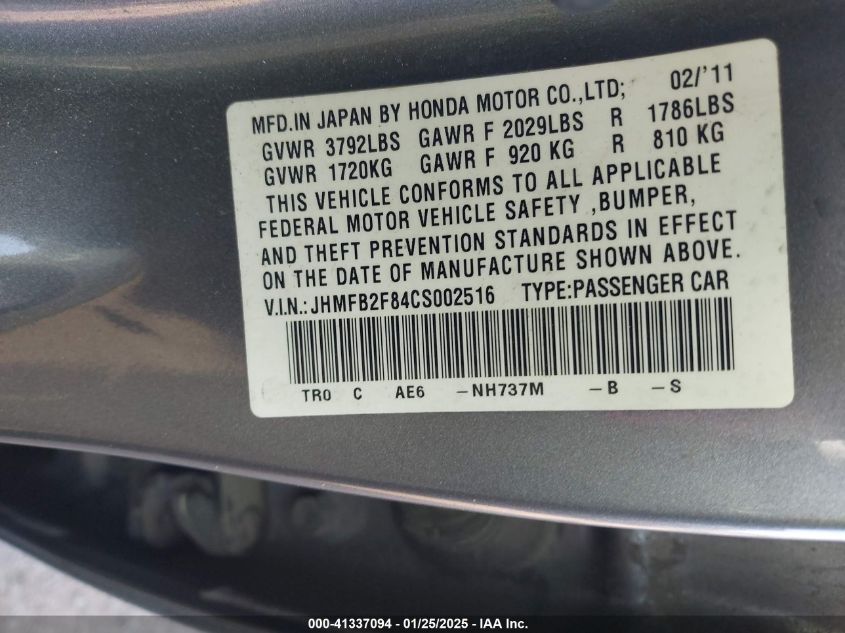 MFD.IN JAPAN BY HONDA MOTOR CO.,LTD; 02/'11
GVWR 3792LBS GAWR F 2029LBS R 1786LBS
GVWR 1720KG GAWR F 920 KG R 810 KG
THIS VEHICLE CONFORMS TO ALL APPLICABLE
FEDERAL MOTOR VEHICLE SAFETY ,BUMPER,
AND THEFT PREVENTION STANDARDS IN EFFECT
ON THE DATE OF MANUFACTURE SHOWN ABOVE.
V.I.N.: JHMFB2F84CS002516 TYPE:PASSENGER CAR
TR0 C AE6 -NH737M -B -S
000-41337094 - 01/25/2025 - IAA Inc.